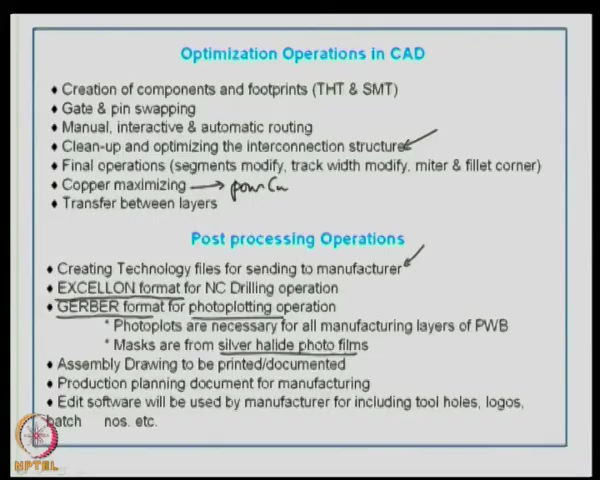 Optimization Operations in CAD
♦ Creation of components and footprints (THT & SMT)
♦ Gate & pin swapping
♦ Manual, interactive & automatic routing
♦ Clean-up and optimizing the interconnection structure
♦ Final operations (segments modify, track width modify, miter & fillet corner)
♦ Copper maximizing → pour Cu
♦ Transfer between layers
Post processing Operations
♦ Creating Technology files for sending to manufacturer
♦ EXCELLON format for NC Drilling operation
♦ GERBER format for photoplotting operation
* Photoplots are necessary for all manufacturing layers of PWB
* Masks are from silver halide photo films
♦ Assembly Drawing to be printed/documented
♦ Production planning document for manufacturing
♦ Edit software will be used by manufacturer for including tool holes, logos,
batch nos. etc.
NPTEL